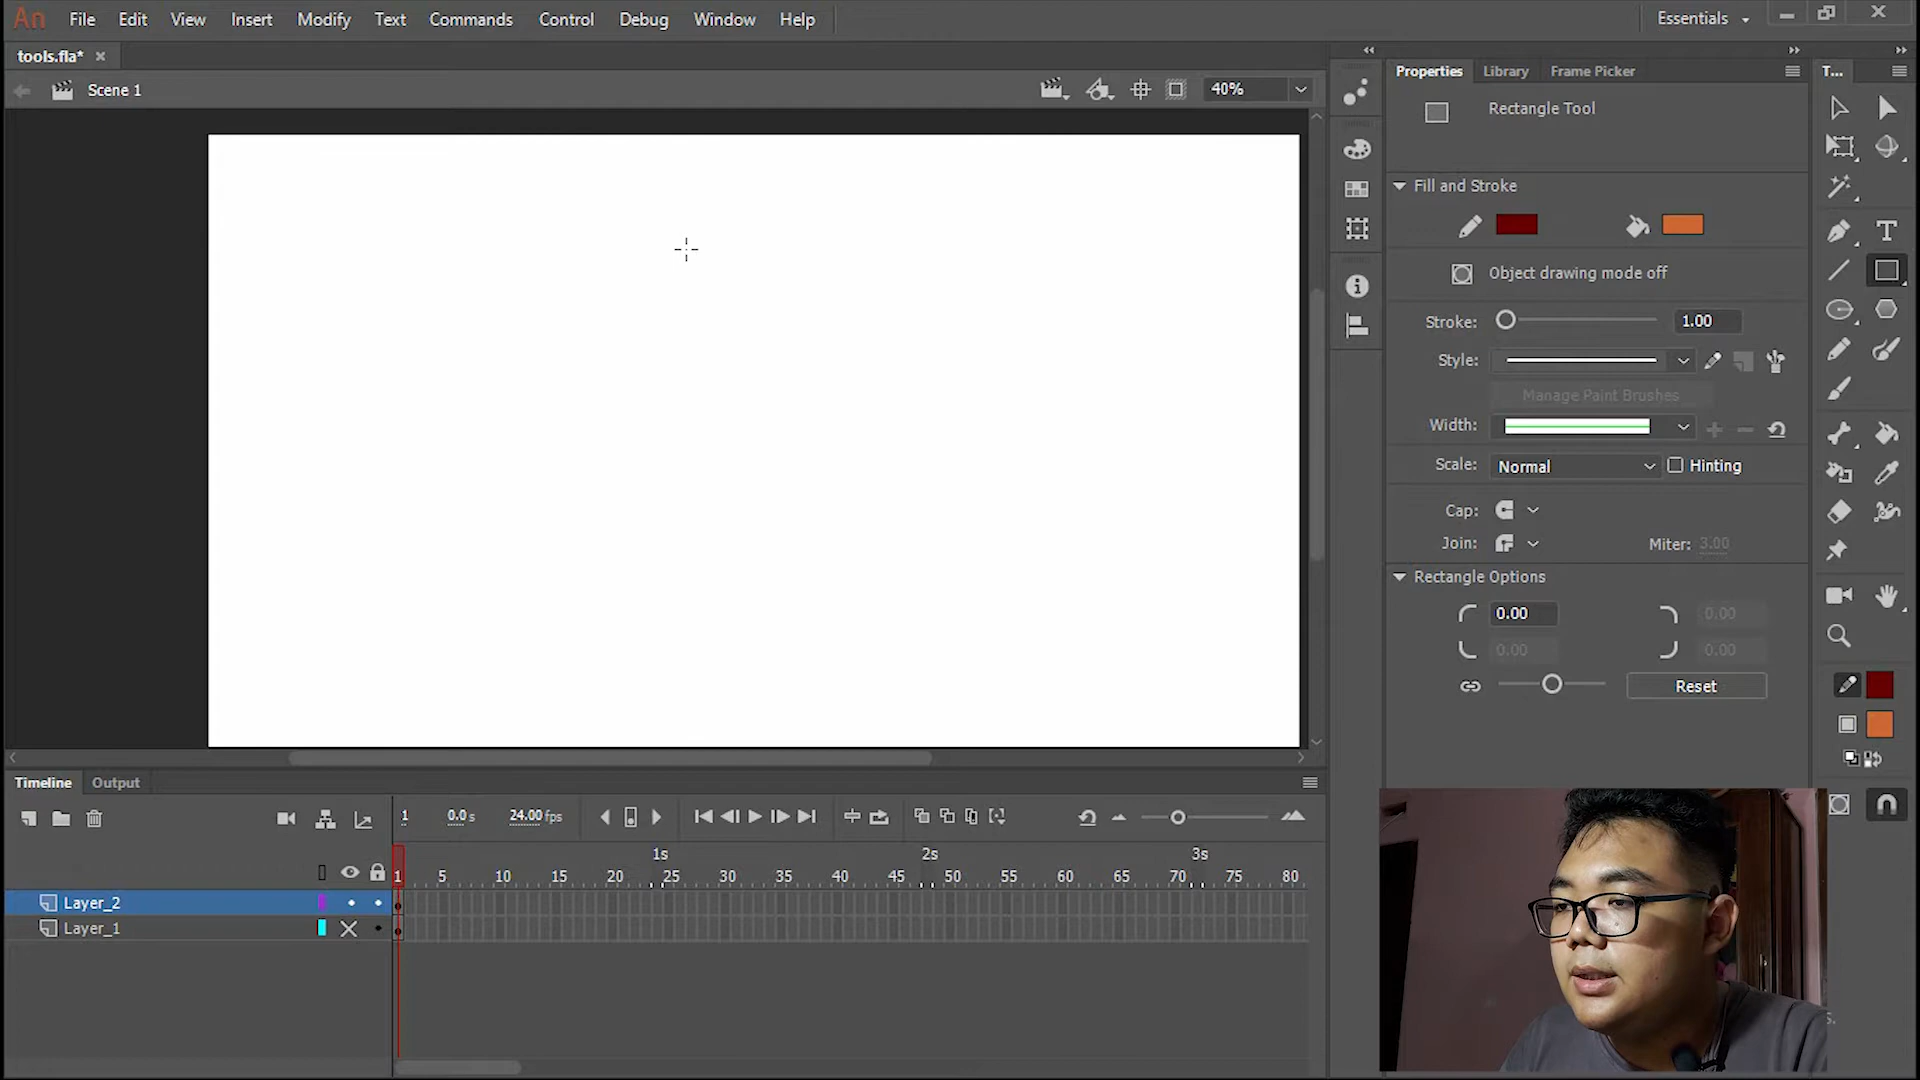 An File Edit View Insert Modify Text Commands Control Debug Window Help Essentials
tools.fla*
Scene 1 40%
Properties Library Frame Picker T...
Rectangle Tool
Fill and Stroke
Object drawing mode off
Stroke: 1.00
Style:
Manage Paint Brushes
Width:
Scale: Normal Hinting
Cap:
Join: Miter: 3.00
Rectangle Options
0.00 0.00
0.00 0.00
Reset
Timeline Output
1 0.0 s 24.00 fps
1s 2s 3s
1 5 10 15 20 25 30 35 40 45 50 55 60 65 70 75 80
Layer_2
Layer_1